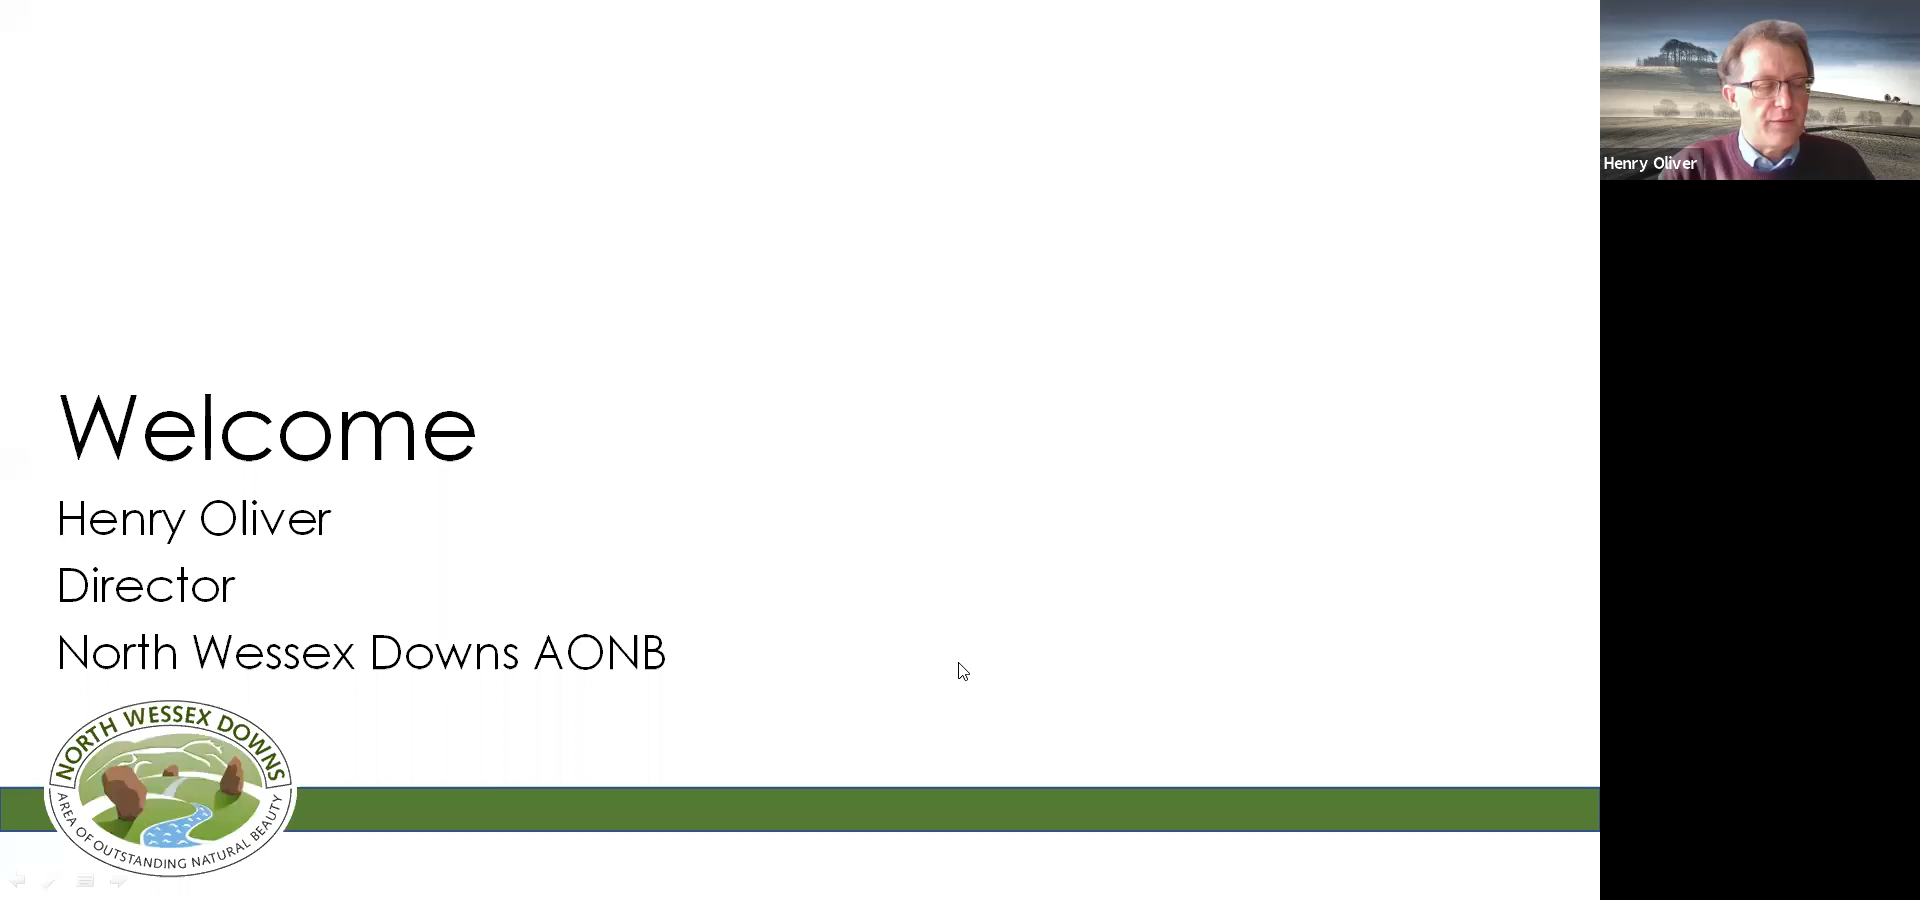 Welcome
Henry Oliver
Director
North Wessex Downs AONB
NORTH WESSEX DOWNS
AREA OF OUTSTANDING NATURAL BEAUTY
Henry Oliver